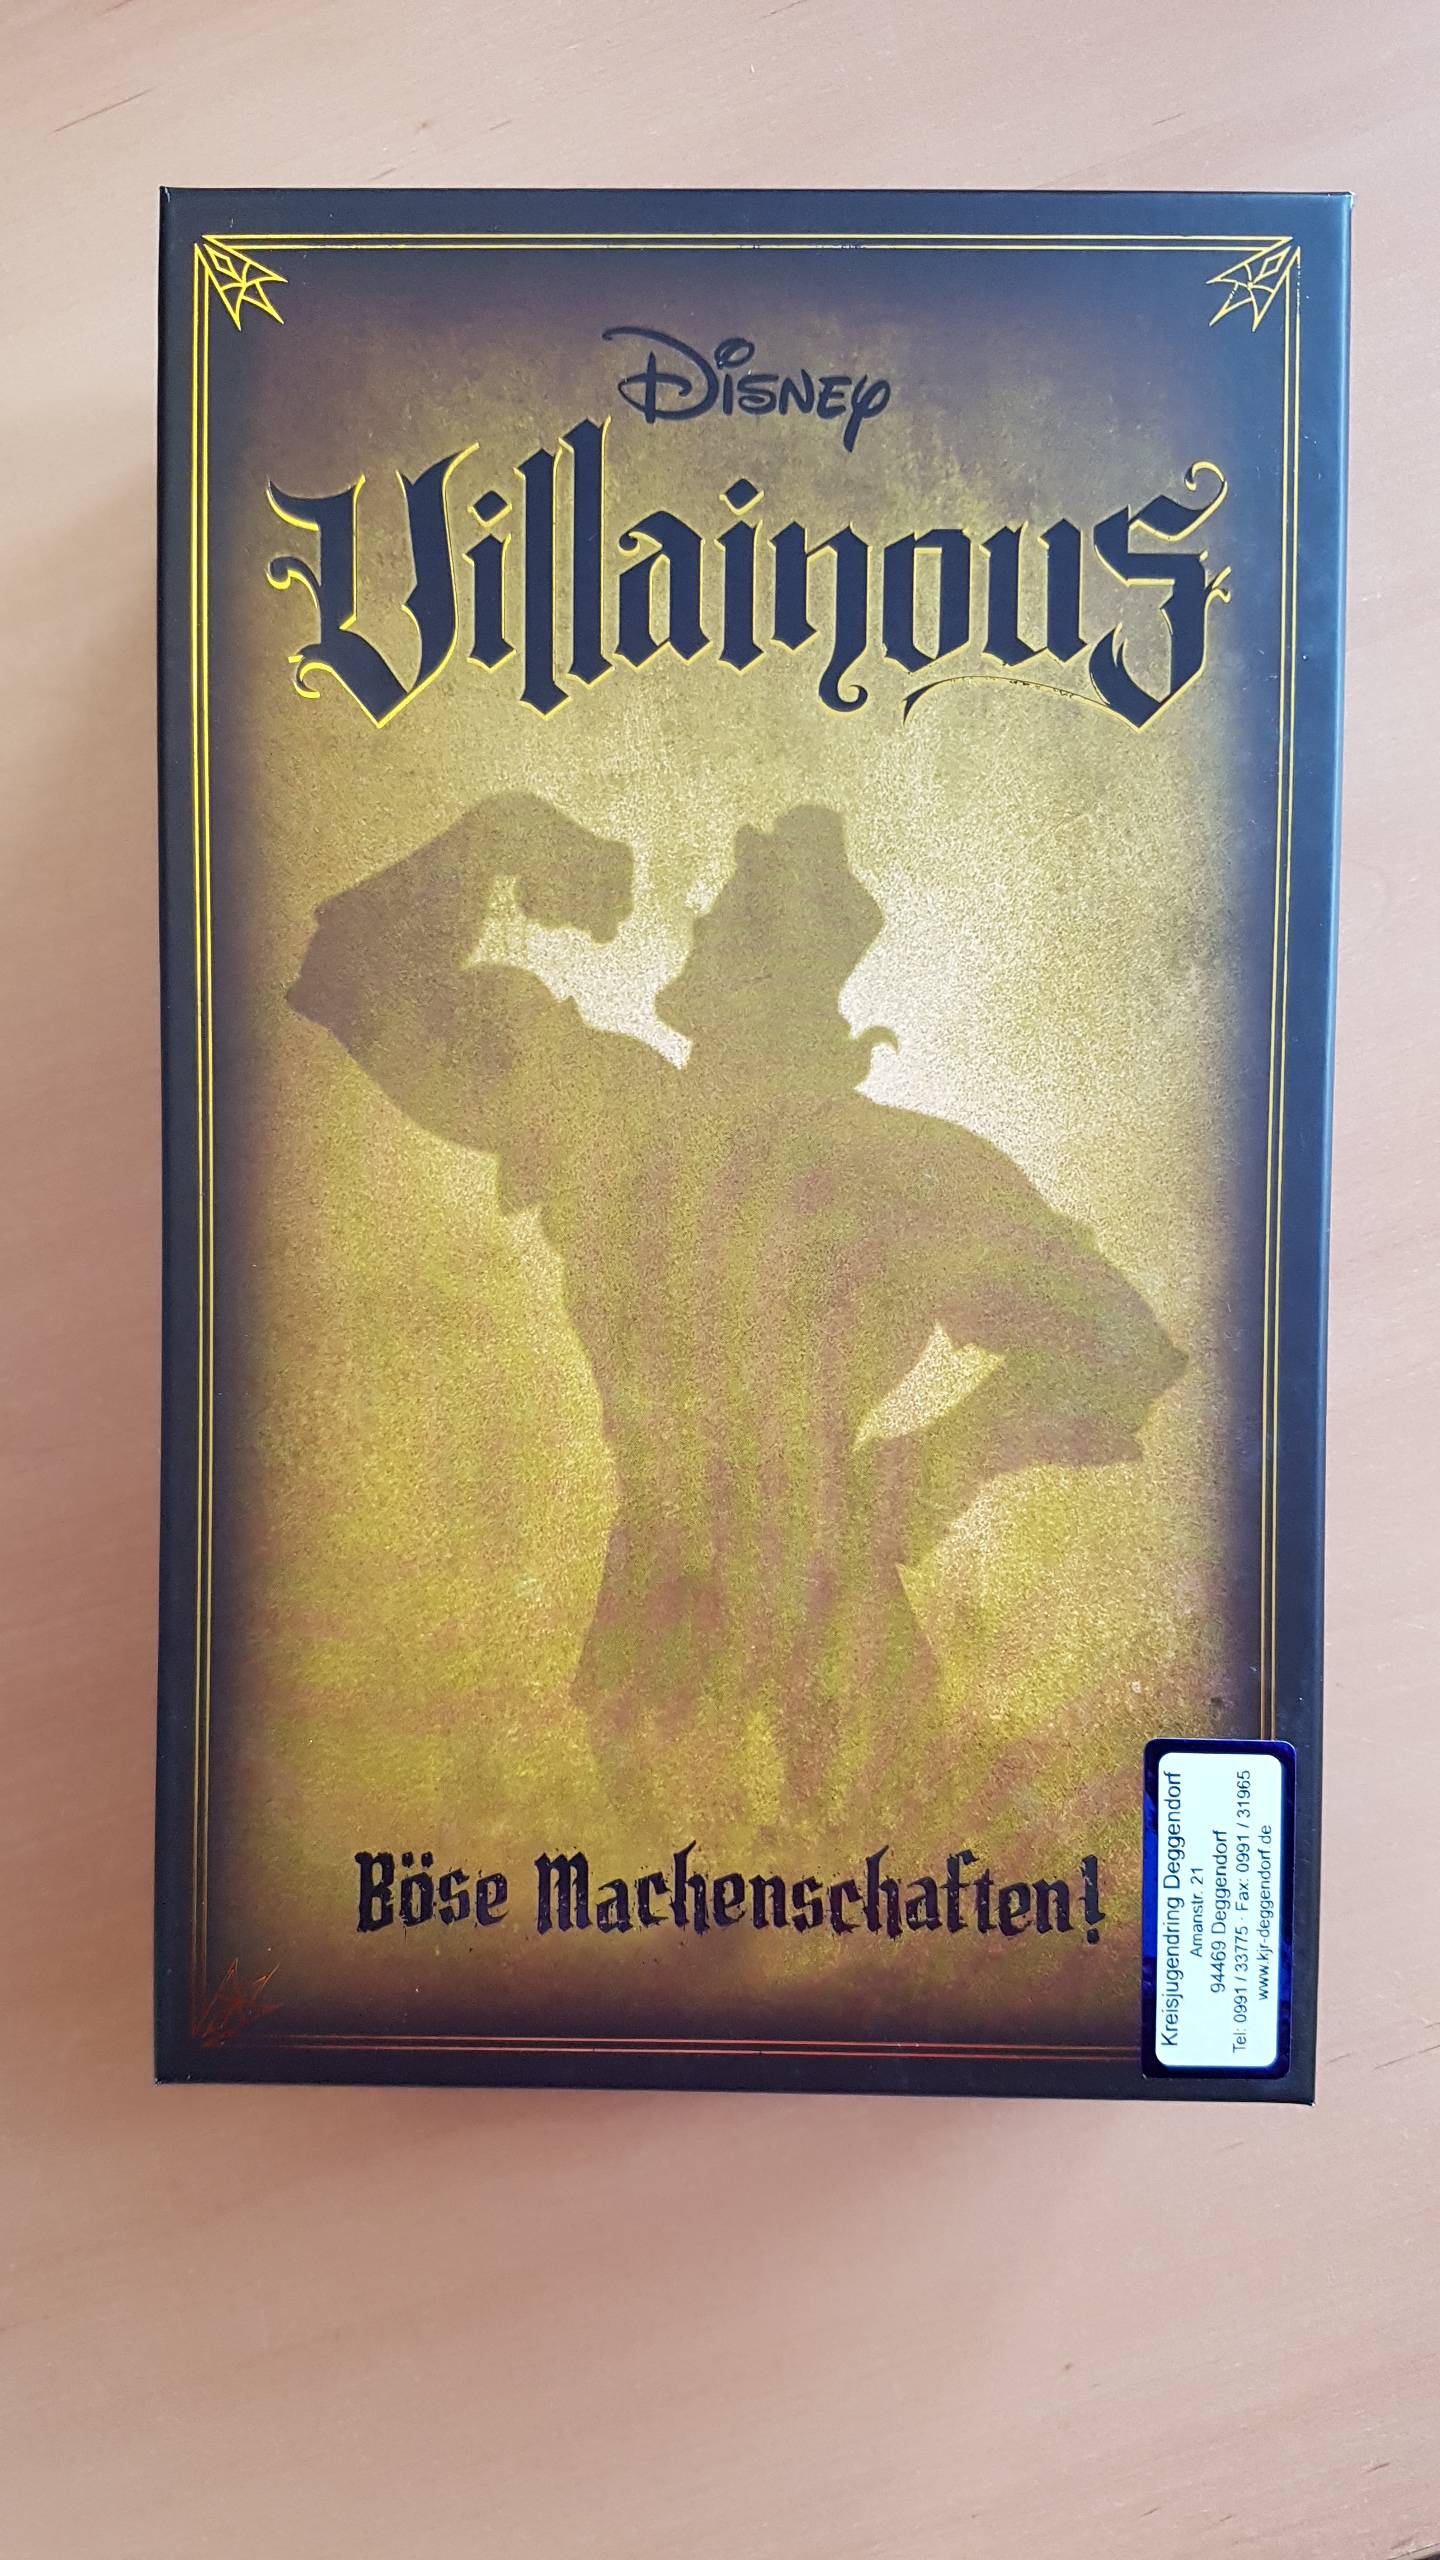 Disney
Villainous
Böse Machenschaften!
Kreisjugendring Deggendorf
Amanstr. 21
94469 Deggendorf
Tel: 0991 / 33775 · Fax: 0991 / 31965
www.kjr-deggendorf.de